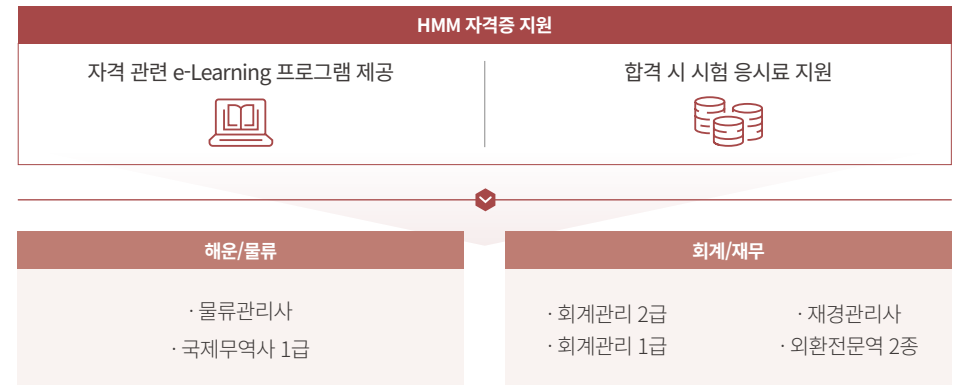 HMM 자격증 지원
자격 관련 e-Learning 프로그램 제공
합격 시 시험 응시료 지원
해운/물류
· 물류관리사
· 국제무역사 1급
회계/재무
· 회계관리 2급
· 재경관리사
· 회계관리 1급
· 외환전문역 2종